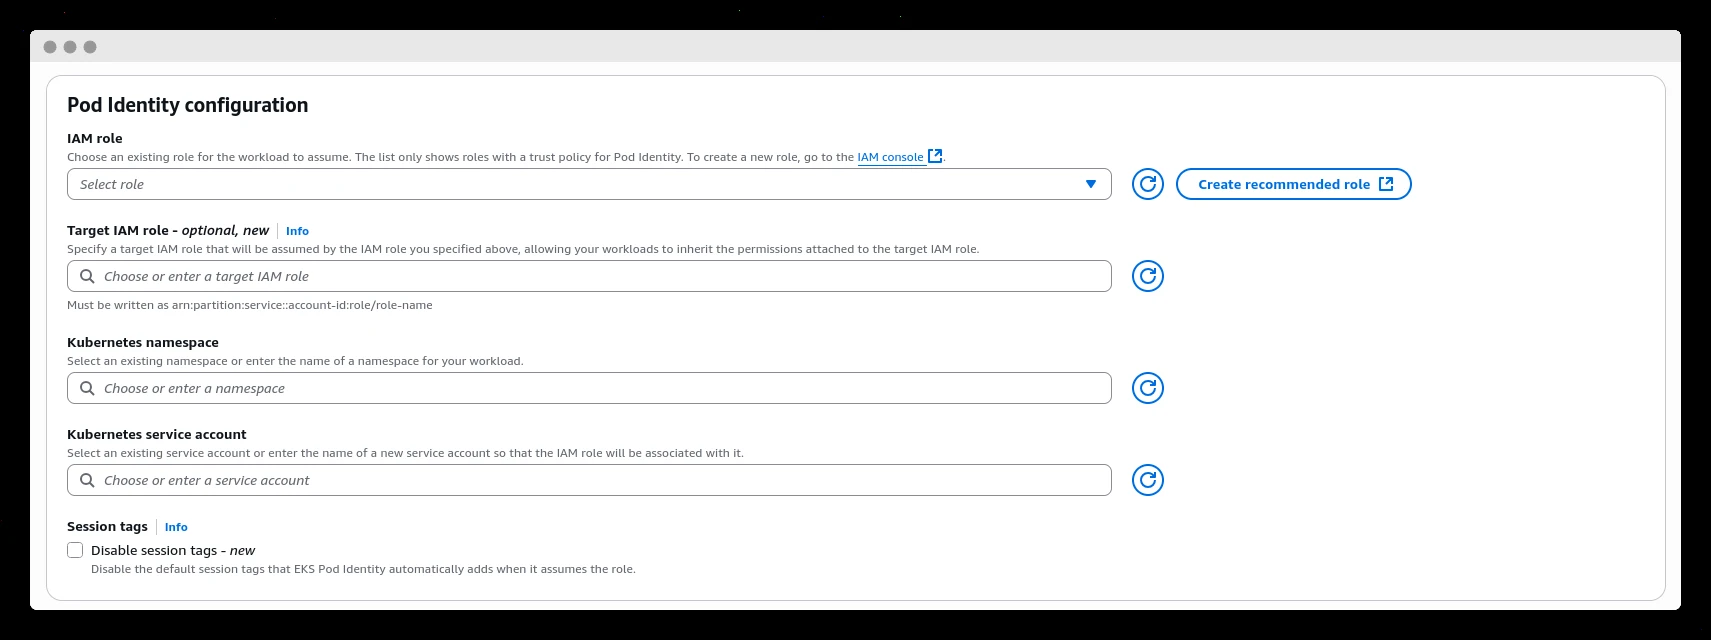 Pod Identity configuration
IAM role
Choose an existing role for the workload to assume. The list only shows roles with a trust policy for Pod Identity. To create a new role, go to the IAM console.
Select role
Create recommended role
Target IAM role - optional, new Info
Specify a target IAM role that will be assumed by the IAM role you specified above, allowing your workloads to inherit the permissions attached to the target IAM role.
Choose or enter a target IAM role
Must be written as arn:partition:service::account-id:role/role-name
Kubernetes namespace
Select an existing namespace or enter the name of a namespace for your workload.
Choose or enter a namespace
Kubernetes service account
Select an existing service account or enter the name of a new service account so that the IAM role will be associated with it.
Choose or enter a service account
Session tags Info
Disable session tags - new
Disable the default session tags that EKS Pod Identity automatically adds when it assumes the role.